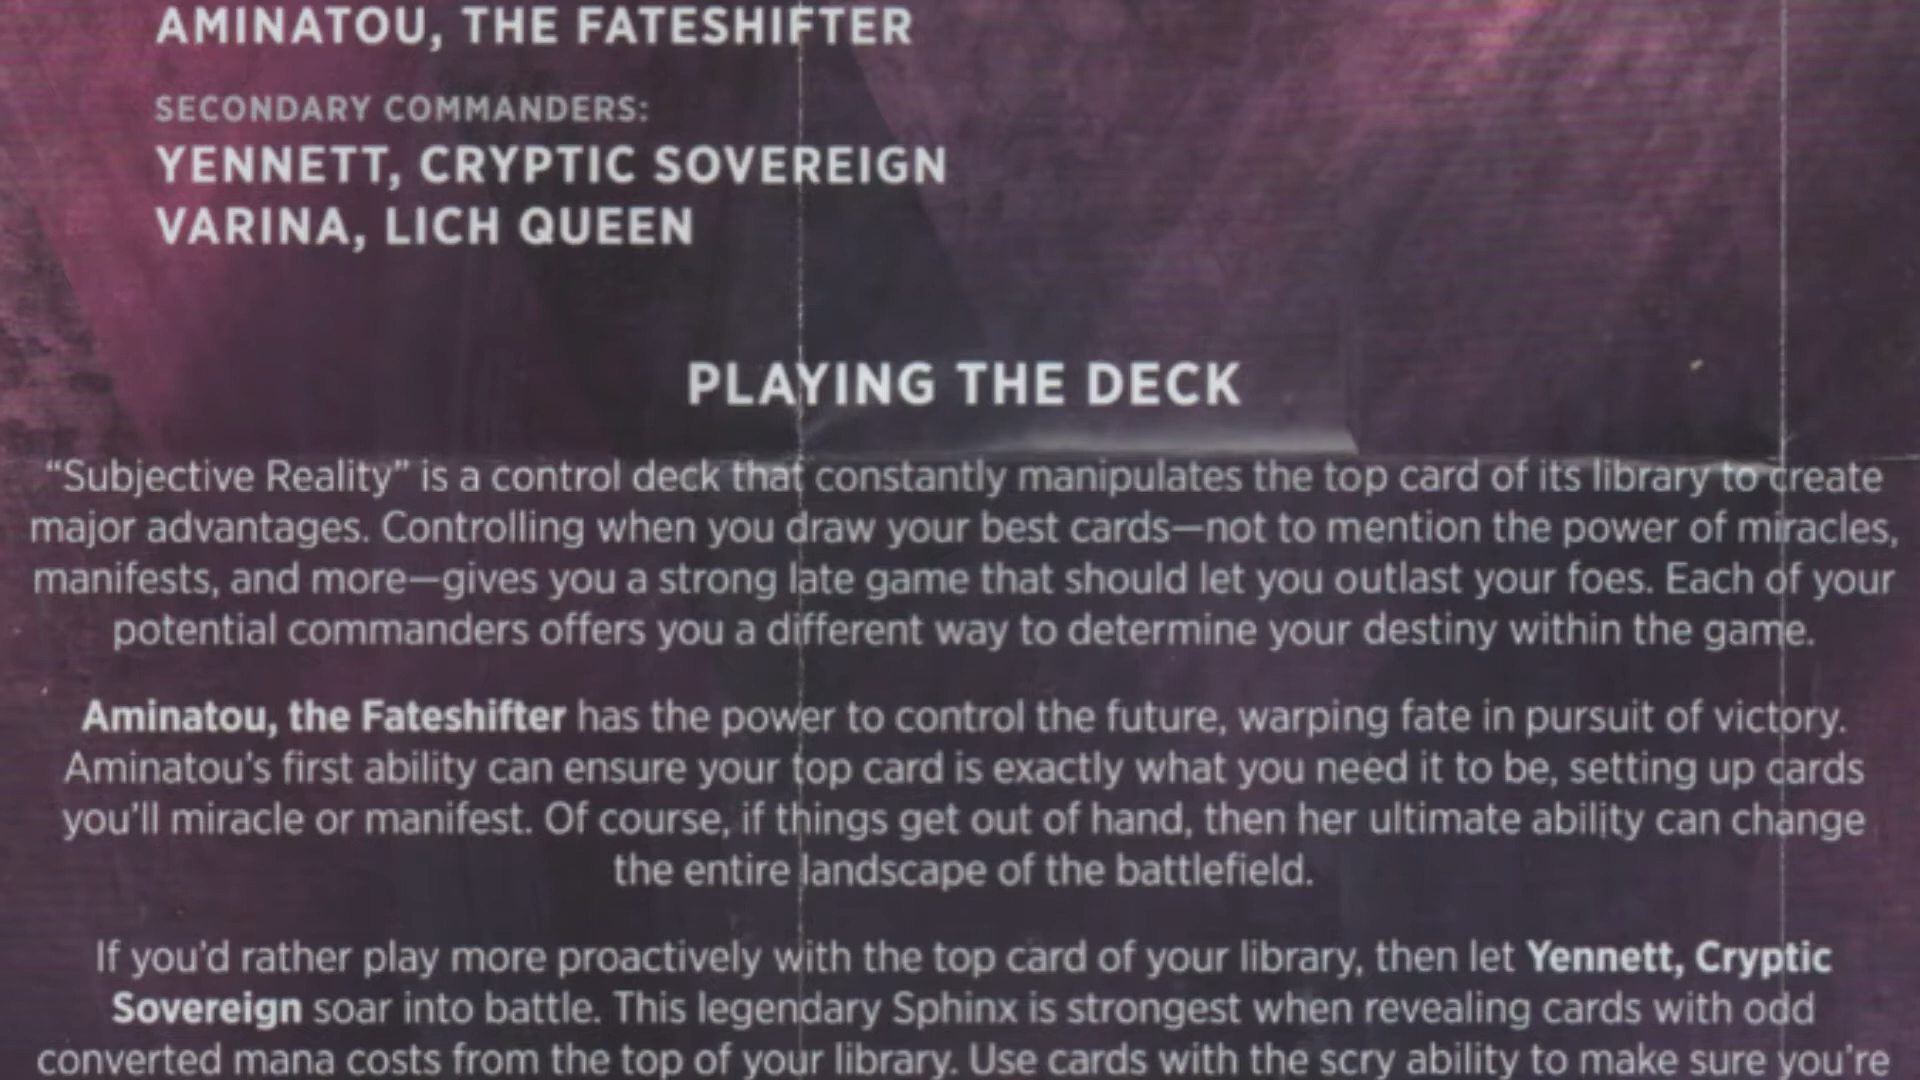 AMINATOU, THE FATESHIFTER
SECONDARY COMMANDERS:
YENNETT, CRYPTIC SOVEREIGN
VARINA, LICH QUEEN
PLAYING THE DECK
“Subjective Reality” is a control deck that constantly manipulates the top card of its library to create
major advantages. Controlling when you draw your best cards—not to mention the power of miracles,
manifests, and more—gives you a strong late game that should let you outlast your foes. Each of your
potential commanders offers you a different way to determine your destiny within the game.
Aminatou, the Fateshifter has the power to control the future, warping fate in pursuit of victory.
Aminatou’s first ability can ensure your top card is exactly what you need it to be, setting up cards
you’ll miracle or manifest. Of course, if things get out of hand, then her ultimate ability can change
the entire landscape of the battlefield.
If you’d rather play more proactively with the top card of your library, then let Yennett, Cryptic
Sovereign soar into battle. This legendary Sphinx is strongest when revealing cards with odd
converted mana costs from the top of your library. Use cards with the scry ability to make sure you’re